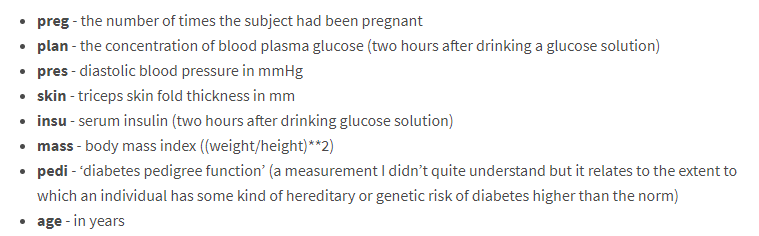 • preg - the number of times the subject had been pregnant
• plan - the concentration of blood plasma glucose (two hours after drinking a glucose solution)
• pres - diastolic blood pressure in mmHg
• skin - triceps skin fold thickness in mm
• insu - serum insulin (two hours after drinking glucose solution)
• mass - body mass index ((weight/height)**2)
• pedi - ‘diabetes pedigree function’ (a measurement I didn’t quite understand but it relates to the extent to
which an individual has some kind of hereditary or genetic risk of diabetes higher than the norm)
• age - in years